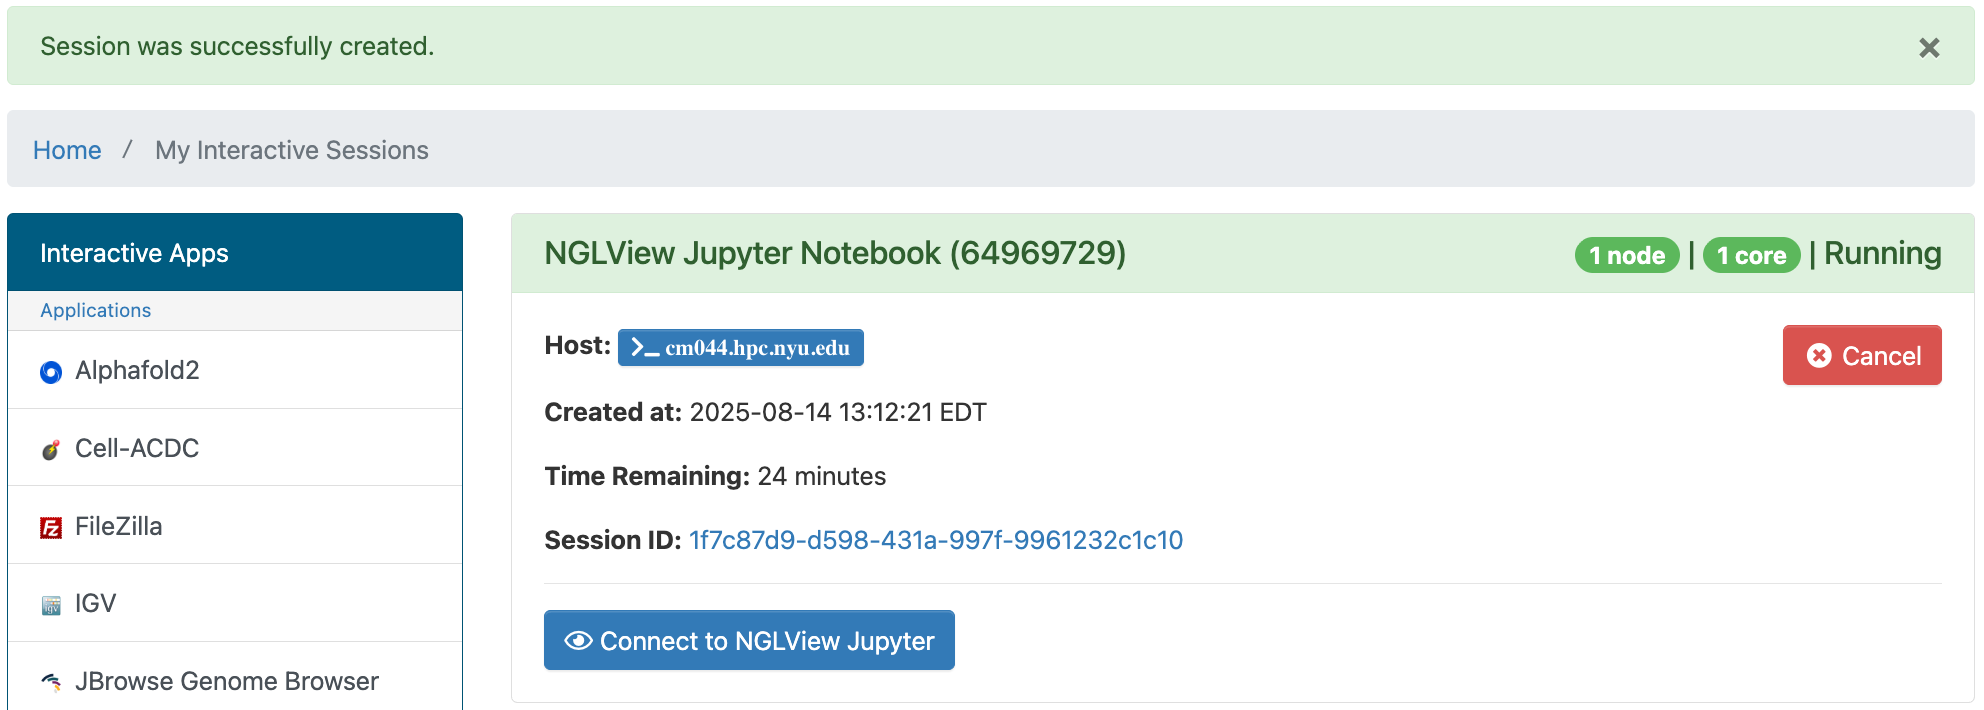 Session was successfully created.
×
Home / My Interactive Sessions
Interactive Apps
Applications
Alphafold2
Cell-ACDC
FileZilla
IGV
JBrowse Genome Browser
NGLView Jupyter Notebook (64969729)
1 node | 1 core | Running
Host: >_ cm044.hpc.nyu.edu
Cancel
Created at: 2025-08-14 13:12:21 EDT
Time Remaining: 24 minutes
Session ID: 1f7c87d9-d598-431a-997f-9961232c1c10
Connect to NGLView Jupyter